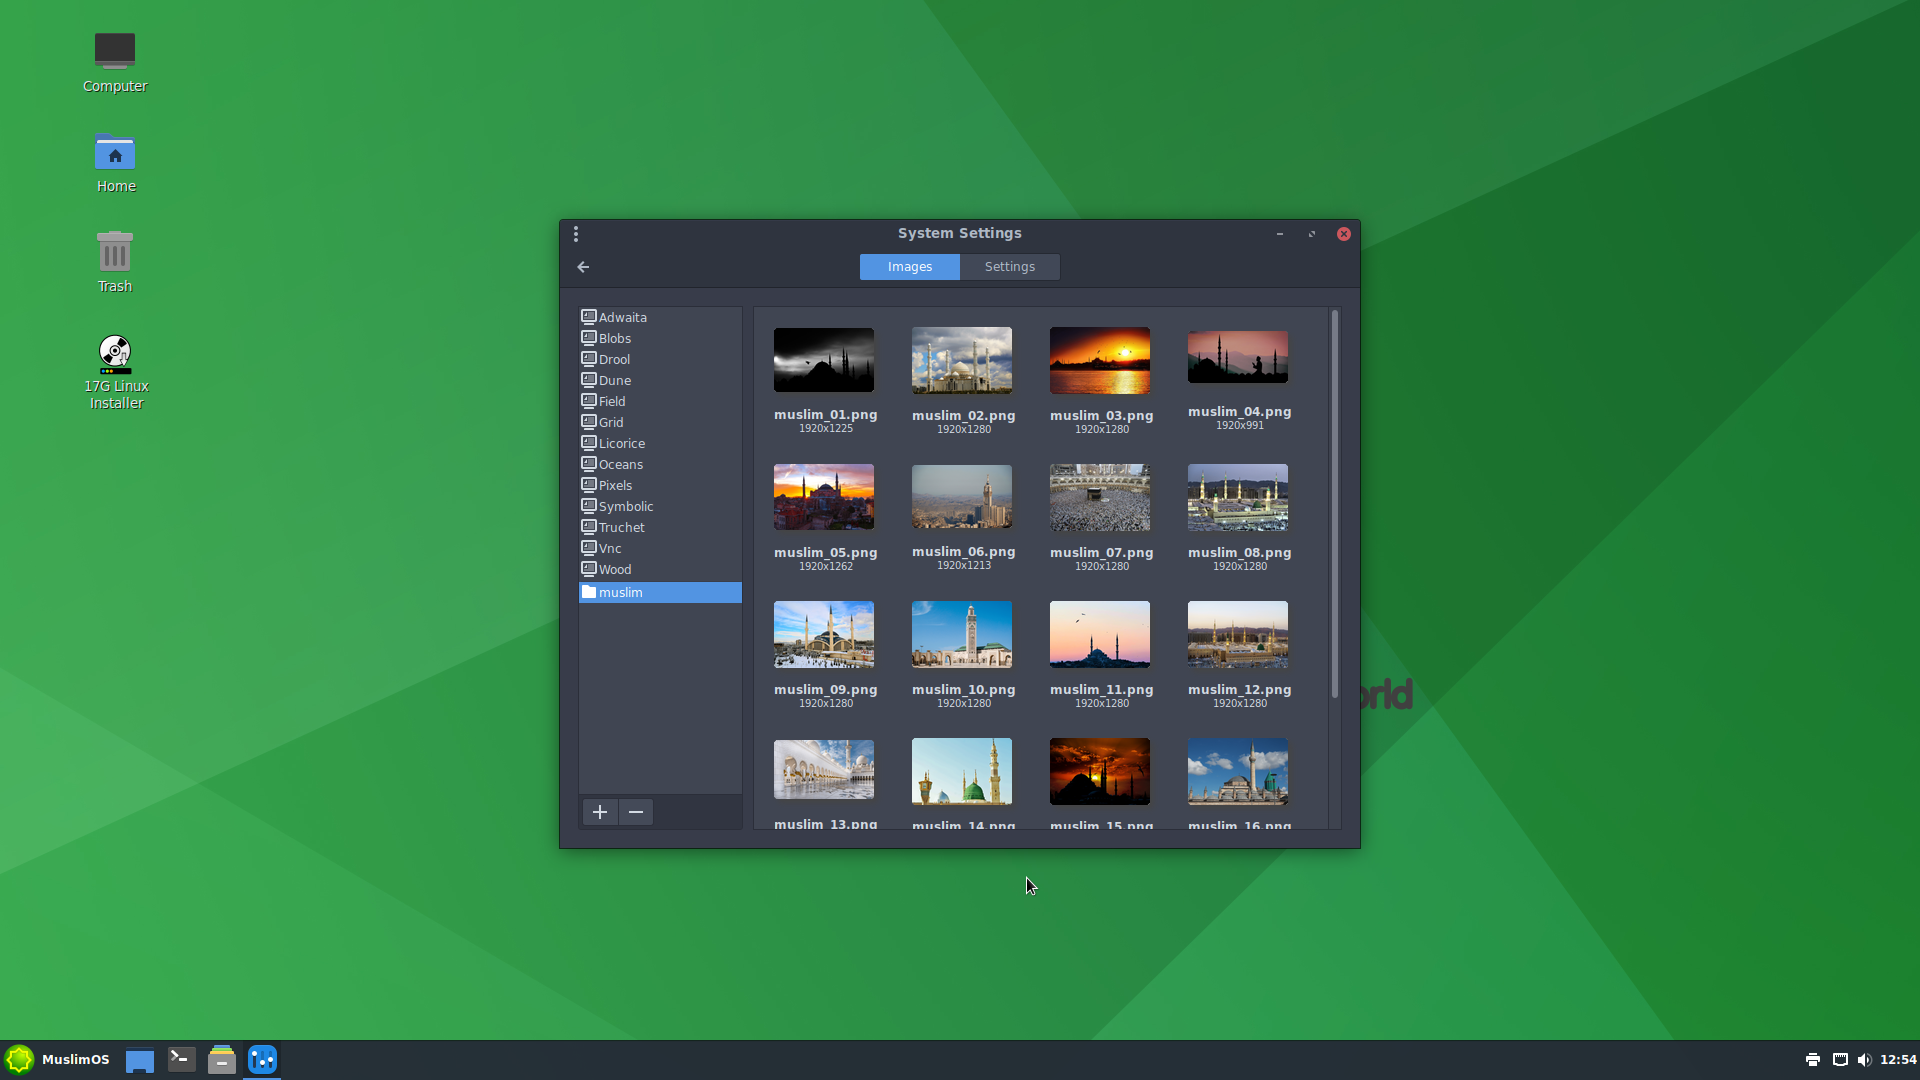 Computer
Home
Trash
17G Linux
Installer
System Settings
Images
Settings
Adwaita
Blobs
Drool
Dune
Field
Grid
Licorice
Oceans
Pixels
Symbolic
Truchet
Vnc
Wood
muslim
muslim_01.png
1920x1225
muslim_02.png
1920x1280
muslim_03.png
1920x1280
muslim_04.png
1920x991
muslim_05.png
1920x1262
muslim_06.png
1920x1213
muslim_07.png
1920x1280
muslim_08.png
1920x1280
muslim_09.png
1920x1280
muslim_10.png
1920x1280
muslim_11.png
1920x1280
muslim_12.png
1920x1280
muslim_13.png
muslim_14.png
muslim_15.png
muslim_16.png
MuslimOS
12:54